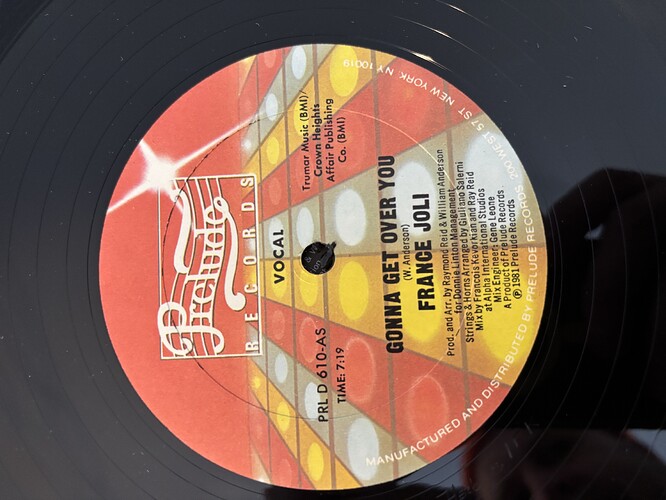 Prelude
RECORDS
VOCAL
PRL D 610-AS
TIME: 7:19
Trumar Music (BMI)/
Crown Heights
Affair Publishing
Co. (BMI)
GONNA GET OVER YOU
(W. Anderson)
FRANCE JOLI
Prod. and Arr. by Raymond Reid & William Anderson
for Donnie Linton Management
Strings & Horns Arranged by Giuliano Salerni
Mix by Francois Kevorkian and Ray Reid
at Alpha International Studios
Mix Engineer: Gene Leone
A Product of Prelude Records
℗ 1981 Prelude Records
MANUFACTURED AND DISTRIBUTED BY PRELUDE RECORDS 200 WEST 57 ST NEW YORK NY 10019